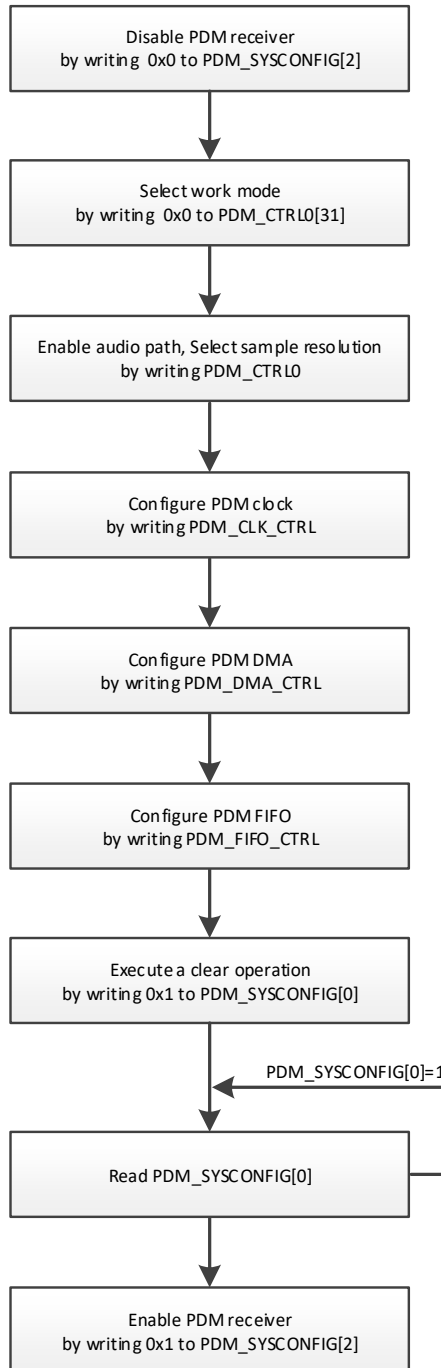 Disable PDM receiver
by writing 0x0 to PDM_SYSCONFIG[2]
Select work mode
by writing 0x0 to PDM_CTRL0[31]
Enable audio path, Select sample resolution
by writing PDM_CTRL0
Configure PDM clock
by writing PDM_CLK_CTRL
Configure PDM DMA
by writing PDM_DMA_CTRL
Configure PDM FIFO
by writing PDM_FIFO_CTRL
Execute a clear operation
by writing 0x1 to PDM_SYSCONFIG[0]
PDM_SYSCONFIG[0]=1
Read PDM_SYSCONFIG[0]
Enable PDM receiver
by writing 0x1 to PDM_SYSCONFIG[2]